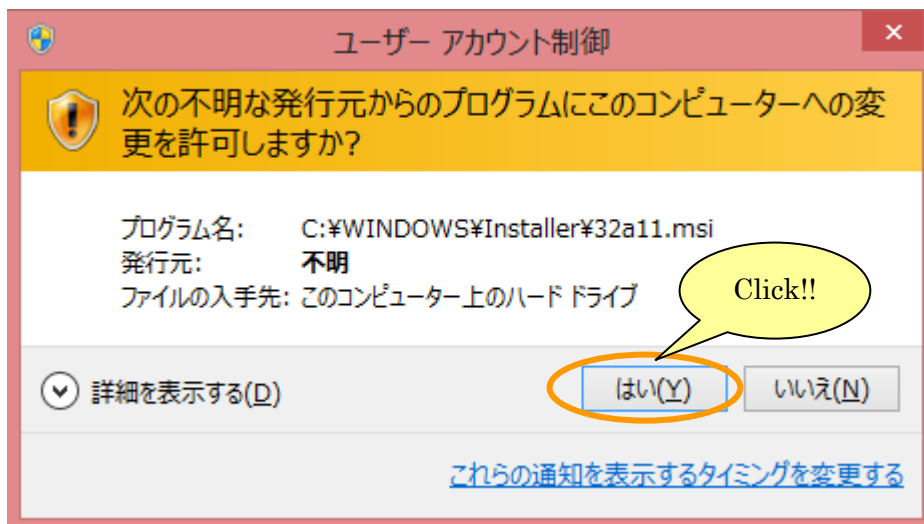 ユーザー アカウント制御
次の不明な発行元からのプログラムにこのコンピューターへの変
更を許可しますか?
プログラム名: C:¥WINDOWS¥Installer¥32a11.msi
発行元: 不明
ファイルの入手先: このコンピューター上のハード ドライブ
Click!!
詳細を表示する(D) はい(Y) いいえ(N)
これらの通知を表示するタイミングを変更する